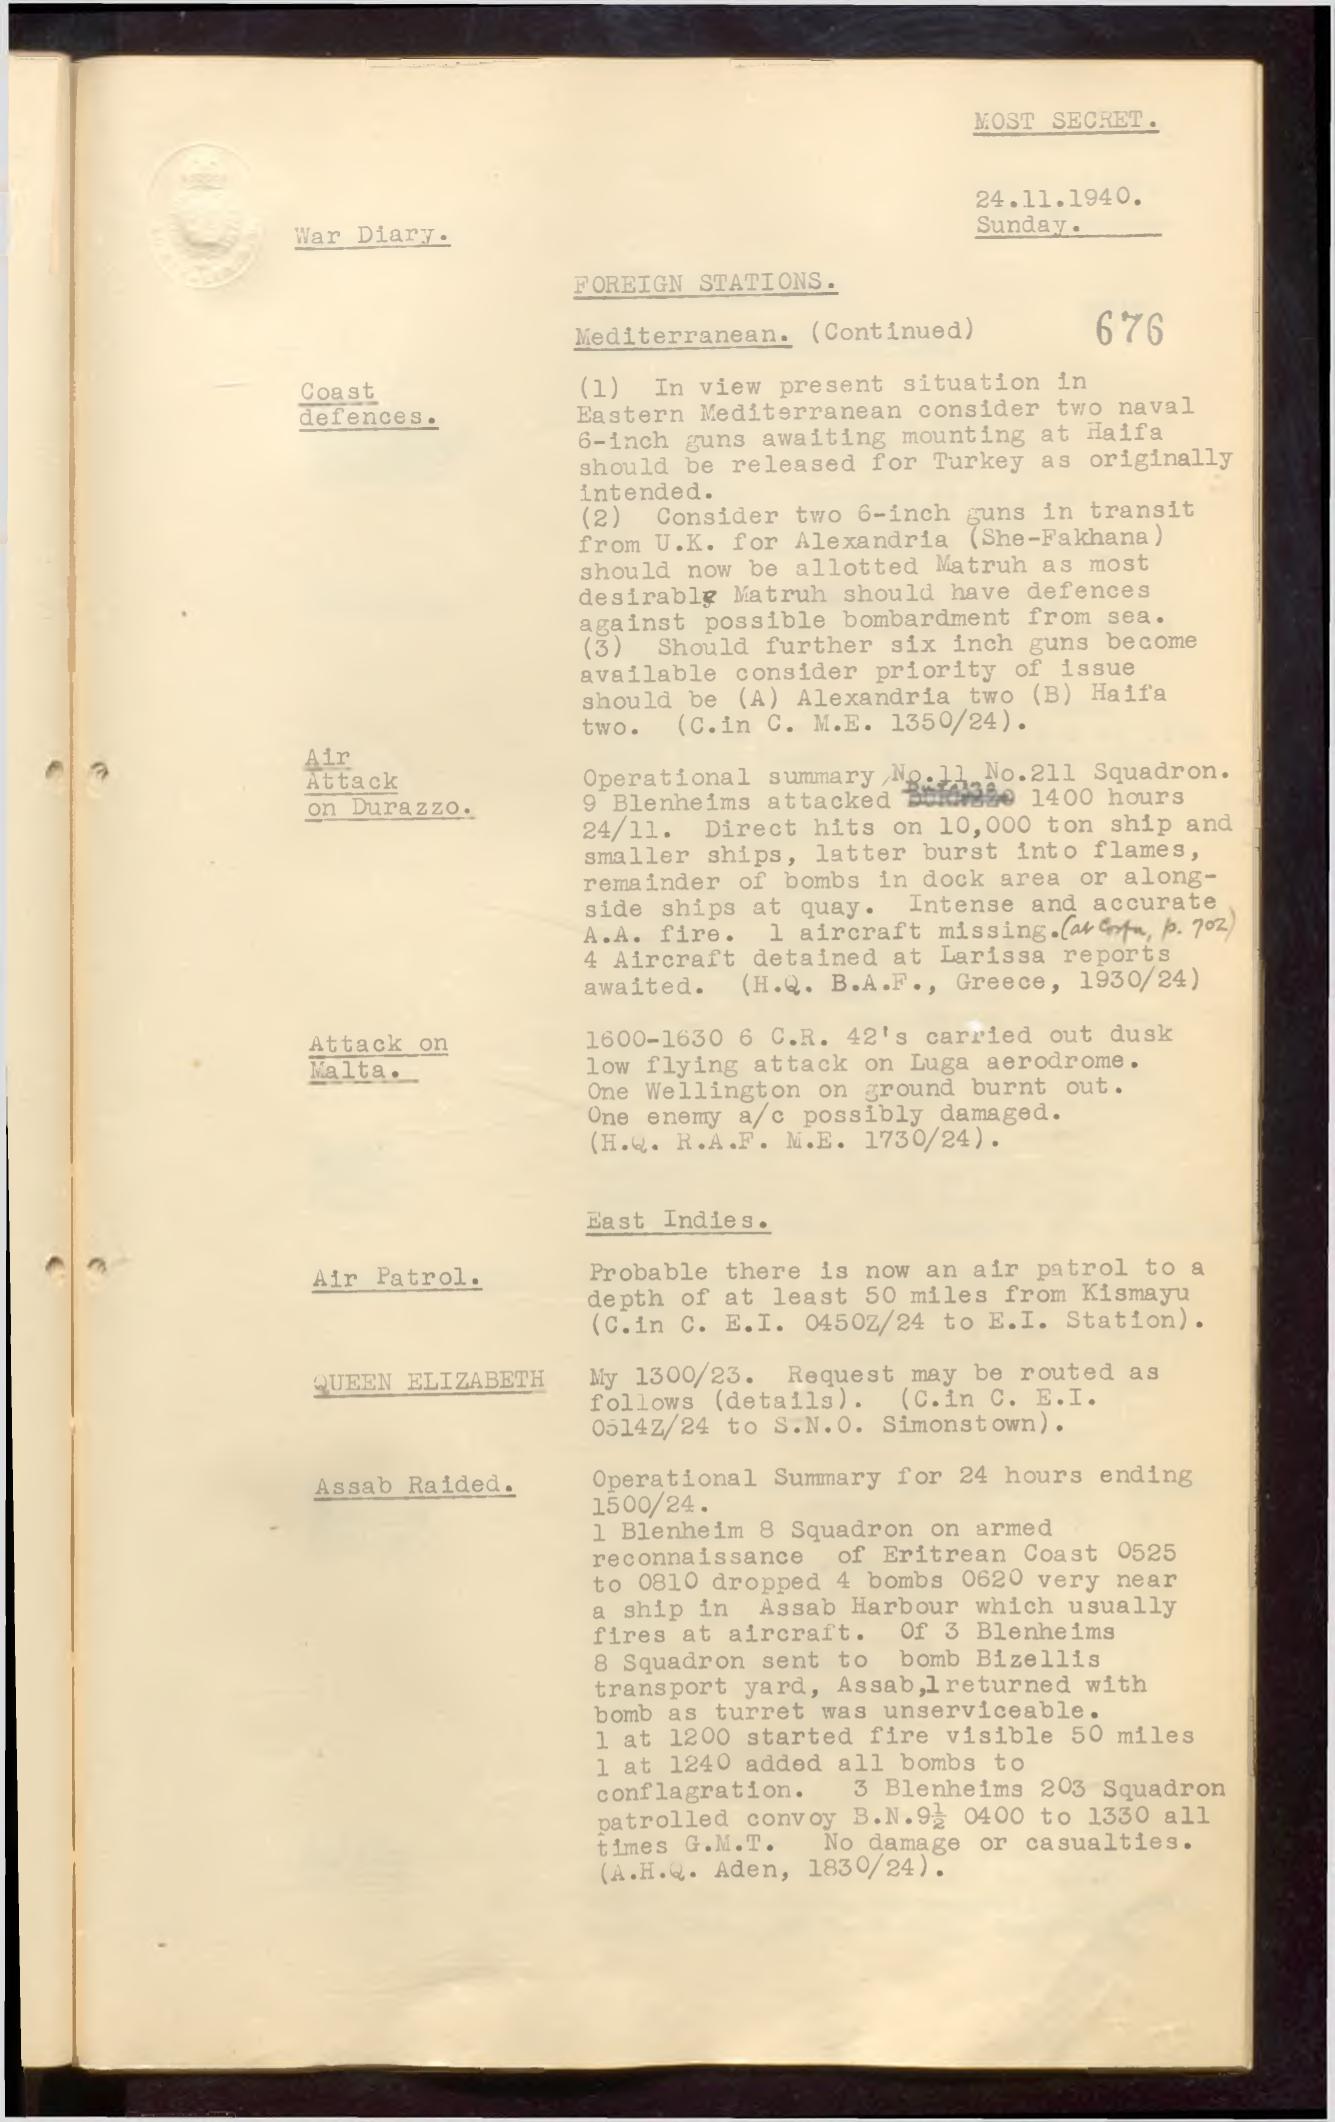 MOST SECRET.
24.11.1940.
Sunday.
War Diary.
FOREIGN STATIONS.
Mediterranean. (Continued)
676
Coast
defences.
(1) In view present situation in
Eastern Mediterranean consider two naval
6-inch guns awaiting mounting at Haifa
should be released for Turkey as originally
intended.
(2) Consider two 6-inch guns in transit
from U.K. for Alexandria (She-Fakhana)
should now be allotted Matruh as most
desirable Matruh should have defences
against possible bombardment from sea.
(3) Should further six inch guns become
available consider priority of issue
should be (A) Alexandria two (B) Haifa
two. (C.in C. M.E. 1350/24).
Air
Attack
on Durazzo.
Operational summary, No.11 No.211 Squadron.
9 Blenheims attacked 1400 hours
24/11. Direct hits on 10,000 ton ship and
smaller ships, latter burst into flames,
remainder of bombs in dock area or along-
side ships at quay. Intense and accurate
A.A. fire. 1 aircraft missing. (at Corfu, p. 702)
4 Aircraft detained at Larissa reports
awaited. (H.Q. B.A.F., Greece, 1930/24)
Attack on
Malta.
1600-1630 6 C.R. 42's carried out dusk
low flying attack on Luga aerodrome.
One Wellington on ground burnt out.
One enemy a/c possibly damaged.
(H.Q. R.A.F. M.E. 1730/24).
East Indies.
Air Patrol.
Probable there is now an air patrol to a
depth of at least 50 miles from Kismayu
(C.in C. E.I. 0450Z/24 to E.I. Station).
QUEEN ELIZABETH
My 1300/23. Request may be routed as
follows (details). (C.in C. E.I.
0514Z/24 to S.N.O. Simonstown).
Assab Raided.
Operational Summary for 24 hours ending
1500/24.
1 Blenheim 8 Squadron on armed
reconnaissance of Eritrean Coast 0525
to 0810 dropped 4 bombs 0620 very near
a ship in Assab Harbour which usually
fires at aircraft. Of 3 Blenheims
8 Squadron sent to bomb Bizellis
transport yard, Assab,1 returned with
bomb as turret was unserviceable.
1 at 1200 started fire visible 50 miles
1 at 1240 added all bombs to
conflagration. 3 Blenheims 203 Squadron
patrolled convoy B.N.9½ 0400 to 1330 all
times G.M.T. No damage or casualties.
(A.H.Q. Aden, 1830/24).